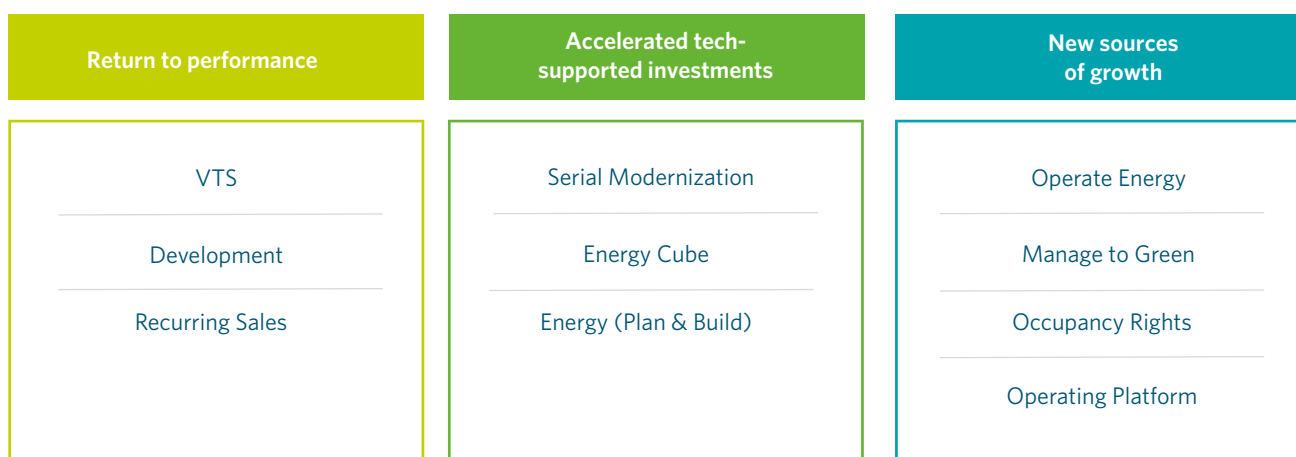 Return to performance
VTS
Development
Recurring Sales
Accelerated tech-
supported investments
Serial Modernization
Energy Cube
Energy (Plan & Build)
New sources
of growth
Operate Energy
Manage to Green
Occupancy Rights
Operating Platform